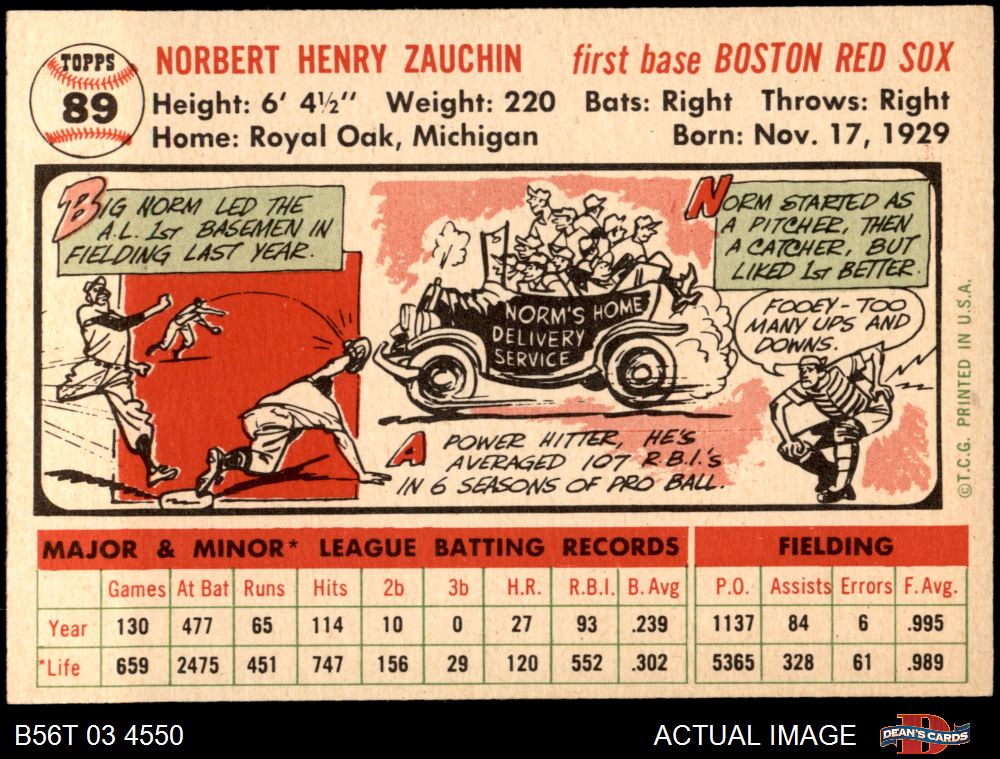 TOPPS
89
NORBERT HENRY ZAUCHIN first base BOSTON RED SOX
Height: 6' 4½" Weight: 220 Bats: Right Throws: Right
Home: Royal Oak, Michigan Born: Nov. 17, 1929
BIG NORM LED THE
A.L. 1ST BASEMEN IN
FIELDING LAST YEAR.
NORM'S HOME
DELIVERY
SERVICE
A POWER HITTER, HE'S
AVERAGED 107 R.B.I.'S
IN 6 SEASONS OF PRO BALL.
NORM STARTED AS
A PITCHER, THEN
A CATCHER, BUT
LIKED 1ST BETTER.
FOOEY - TOO
MANY UPS AND
DOWNS.
©T.C.G. PRINTED IN U.S.A.
MAJOR & MINOR* LEAGUE BATTING RECORDS FIELDING
Games At Bat Runs Hits 2b 3b H.R. R.B.I. B. Avg P.O. Assists Errors F. Avg.
Year 130 477 65 114 10 0 27 93 .239 1137 84 6 .995
*Life 659 2475 451 747 156 29 120 552 .302 5365 328 61 .989
B56T 03 4550 ACTUAL IMAGE DEAN'S CARDS